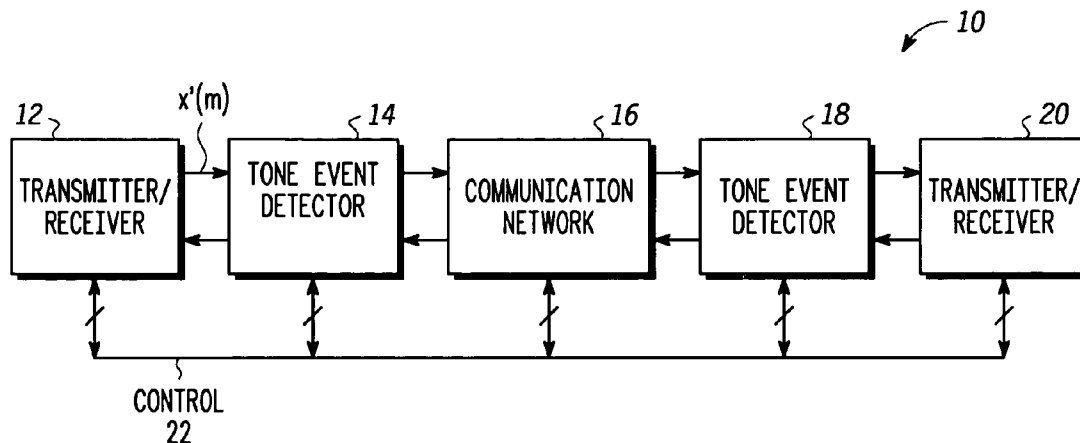 10
x'(m)
12
14
16
18
20
TRANSMITTER/
RECEIVER
TONE EVENT
DETECTOR
COMMUNICATION
NETWORK
TONE EVENT
DETECTOR
TRANSMITTER/
RECEIVER
CONTROL
22